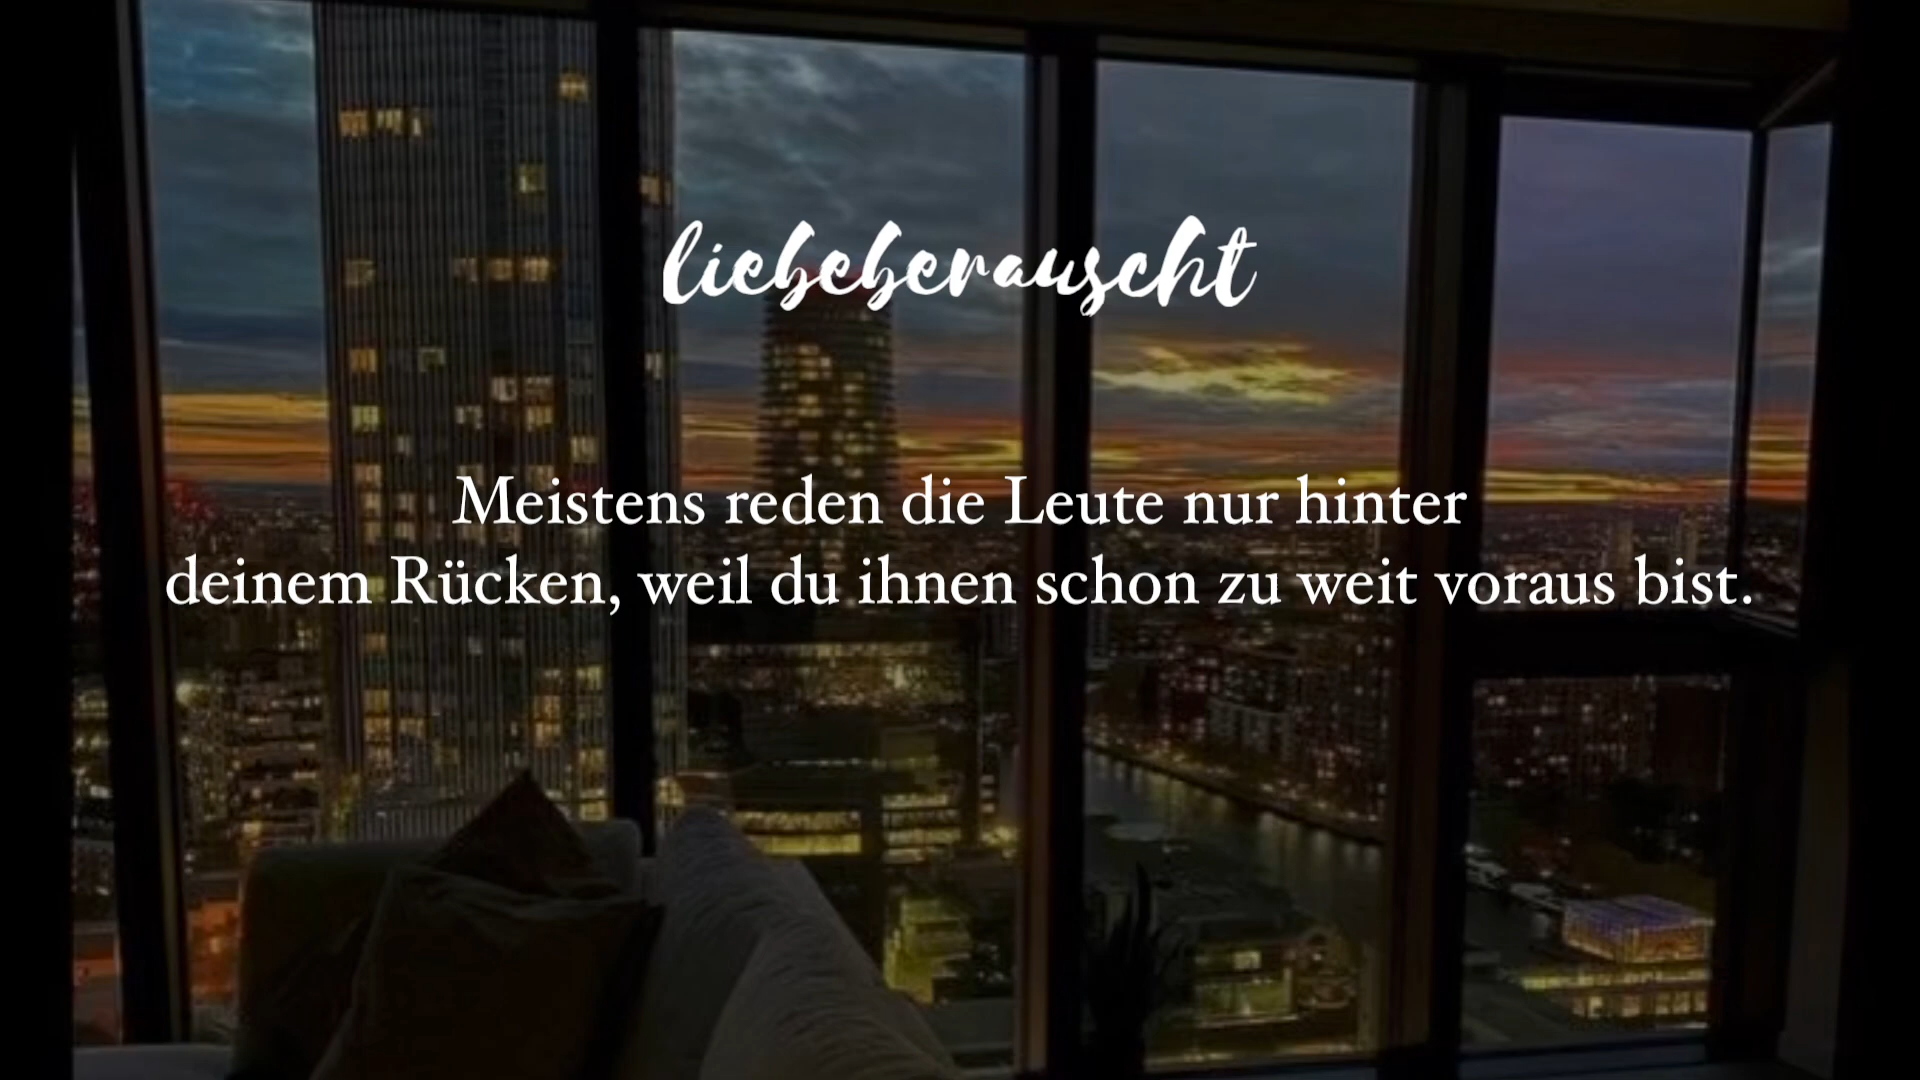 liebeberauscht
Meistens reden die Leute nur hinter
deinem Rücken, weil du ihnen schon zu weit voraus bist.